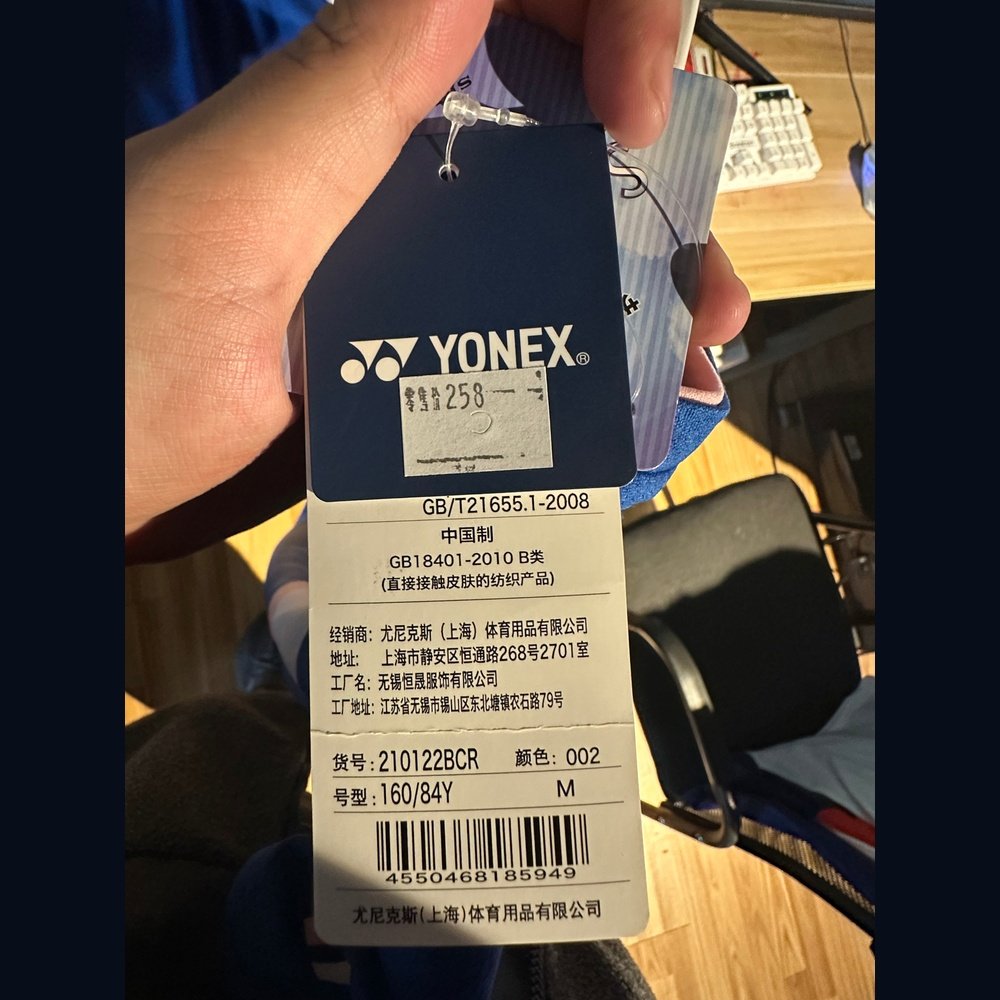 YONEX®
零售价258
GB/T21655.1-2008
中国制
GB18401-2010 B类
(直接接触皮肤的纺织产品)
经销商：尤尼克斯（上海）体育用品有限公司
地址： 上海市静安区恒通路268号2701室
工厂名：无锡恒晟服饰有限公司
工厂地址：江苏省无锡市锡山区东北塘镇农石路79号
货号：210122BCR 颜色：002
号型：160/84Y M
4550468185949
尤尼克斯(上海)体育用品有限公司